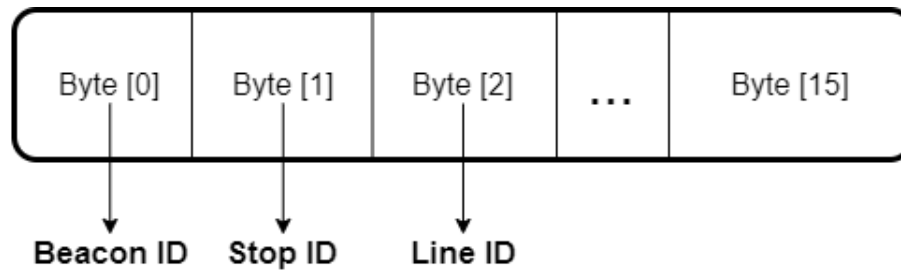 Byte [0] Byte [1] Byte [2] ... Byte [15]
Beacon ID Stop ID Line ID